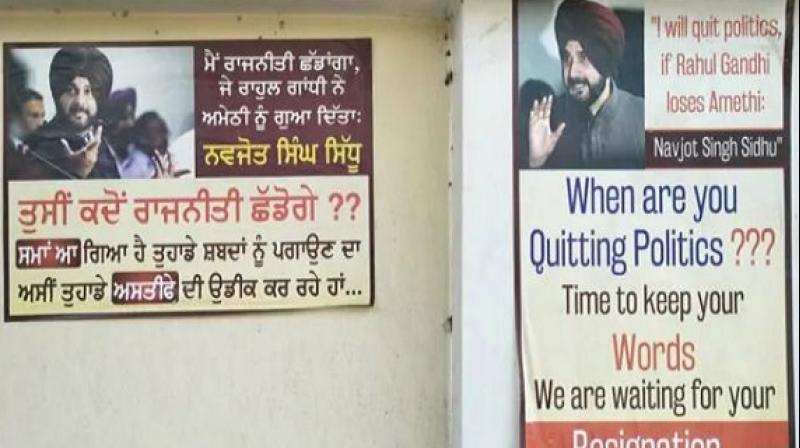 ਮੈਂ ਰਾਜਨੀਤੀ ਛੱਡਾਂਗਾ,
ਜੇ ਰਾਹੁਲ ਗਾਂਧੀ ਨੇ
ਅਮੇਠੀ ਨੂੰ ਗੁਆ ਦਿੱਤਾ:
ਨਵਜੋਤ ਸਿੰਘ ਸਿੱਧੂ
ਤੁਸੀਂ ਕਦੋਂ ਰਾਜਨੀਤੀ ਛੱਡੋਗੇ ??
ਸਮਾਂ ਆ ਗਿਆ ਹੈ ਤੁਹਾਡੇ ਸ਼ਬਦਾਂ ਨੂੰ ਪਗਾਉਣ ਦਾ
ਅਸੀਂ ਤੁਹਾਡੇ ਅਸਤੀਫੇ ਦੀ ਉਡੀਕ ਕਰ ਰਹੇ ਹਾਂ...
"I will quit politics,
if Rahul Gandhi
loses Amethi:
Navjot Singh Sidhu"
When are you
Quitting Politics ???
Time to keep your
Words
We are waiting for your
Resignation